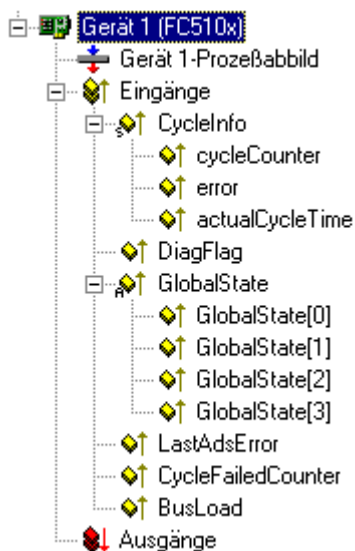 Gerät 1 (FC510x)
Gerät 1-Prozeßabbild
Eingänge
CycleInfo
cycleCounter
error
actualCycleTime
DiagFlag
GlobalState
GlobalState[0]
GlobalState[1]
GlobalState[2]
GlobalState[3]
LastAdsError
CycleFailedCounter
BusLoad
Ausgänge